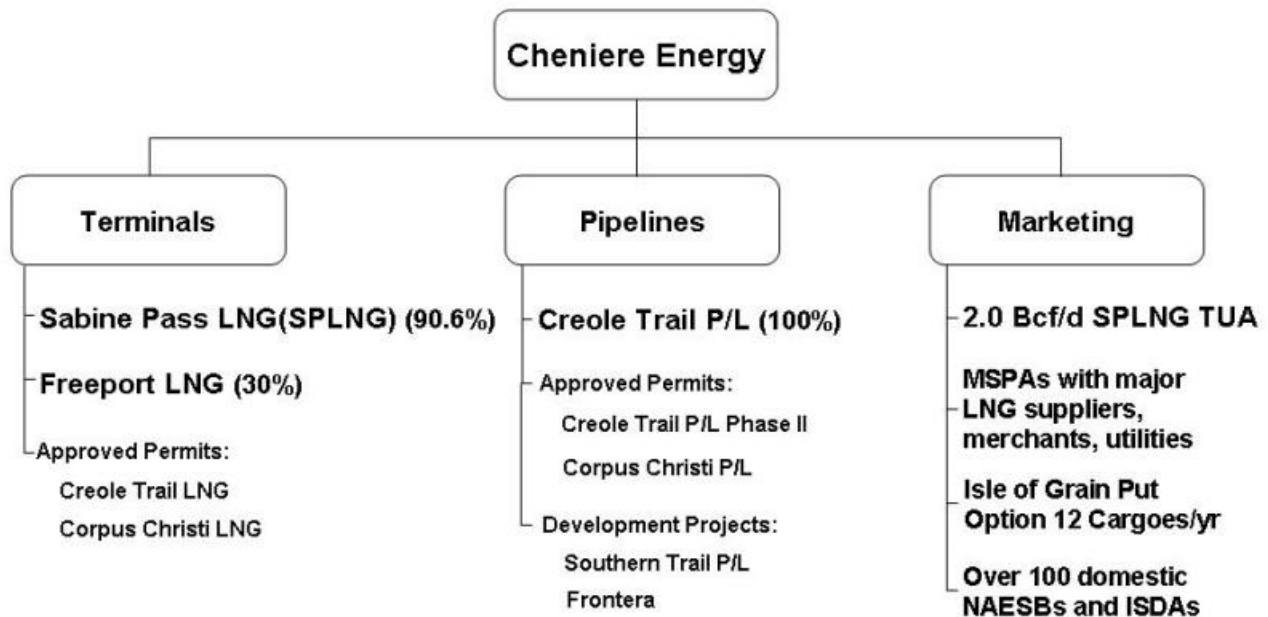 Cheniere Energy
Terminals
Sabine Pass LNG(SPLNG) (90.6%)
Freeport LNG (30%)
Approved Permits:
Creole Trail LNG
Corpus Christi LNG
Pipelines
Creole Trail P/L (100%)
Approved Permits:
Creole Trail P/L Phase II
Corpus Christi P/L
Development Projects:
Southern Trail P/L
Frontera
Marketing
2.0 Bcf/d SPLNG TUA
MSPAs with major
LNG suppliers,
merchants, utilities
Isle of Grain Put
Option 12 Cargoes/yr
Over 100 domestic
NAESBs and ISDAs